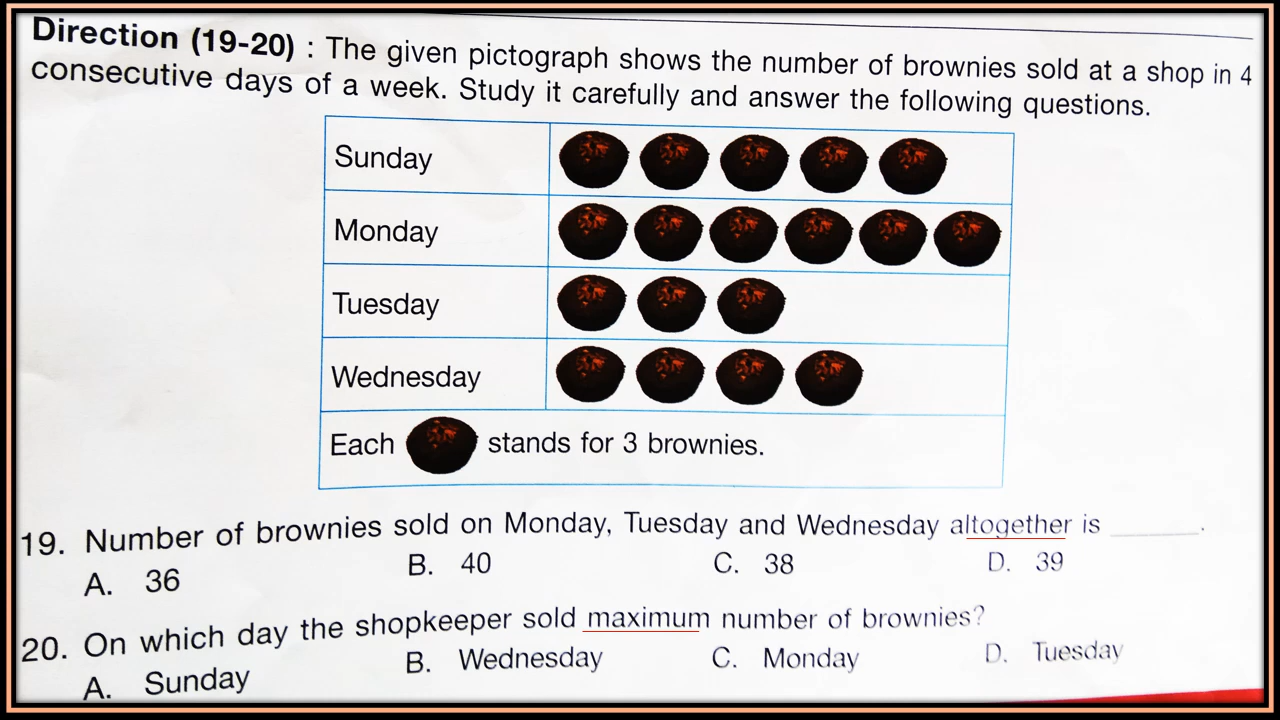 Direction (19-20) : The given pictograph shows the number of brownies sold at a shop in 4
consecutive days of a week. Study it carefully and answer the following questions.
Sunday
Monday
Tuesday
Wednesday
Each stands for 3 brownies.
19. Number of brownies sold on Monday, Tuesday and Wednesday altogether is ______.
A. 36 B. 40 C. 38 D. 39
20. On which day the shopkeeper sold maximum number of brownies?
A. Sunday B. Wednesday C. Monday D. Tuesday